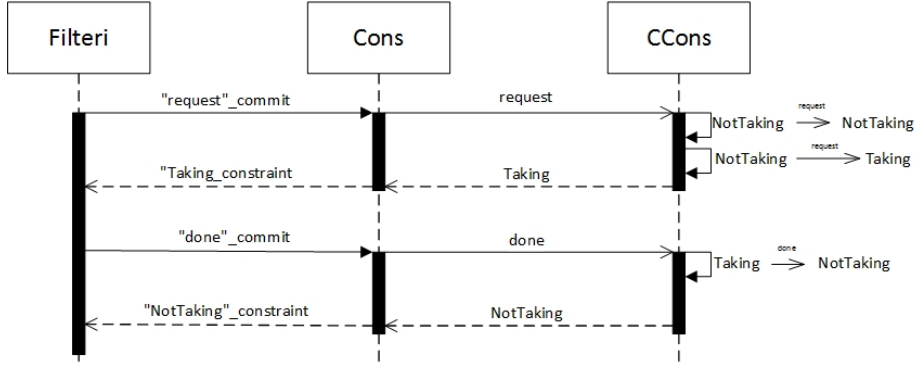 Filteri
Cons
CCons
"request"_commit
request
NotTaking request NotTaking
NotTaking request Taking
"Taking_constraint
Taking
"done"_commit
done
Taking done NotTaking
"NotTaking"_constraint
NotTaking